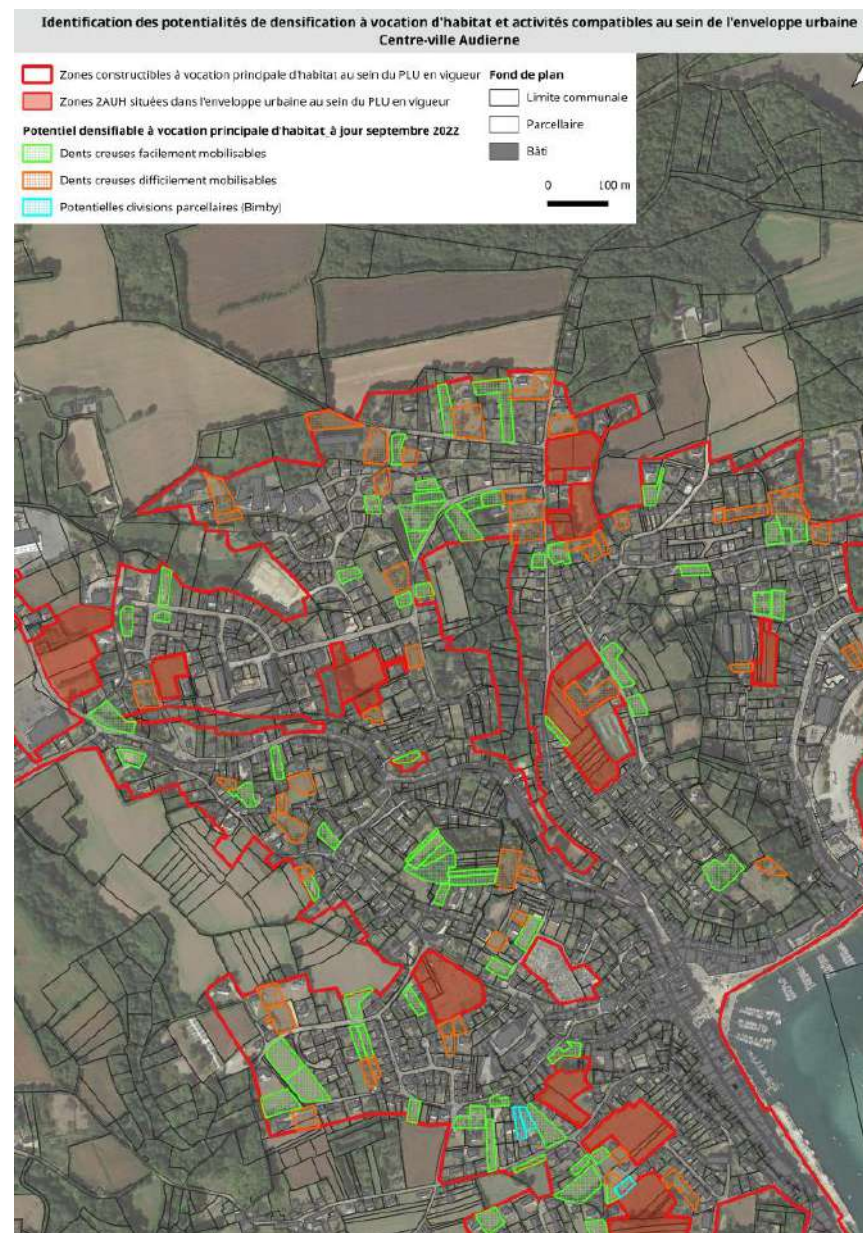 Identification des potentialités de densification à vocation d'habitat et activités compatibles au sein de l'enveloppe urbaine
Centre-ville Audierne
Zones constructibles à vocation principale d'habitat au sein du PLU en vigueur
Zones 2AUH situées dans l'enveloppe urbaine au sein du PLU en vigueur
Potentiel densifiable à vocation principale d'habitat_à jour septembre 2022
Dents creuses facilement mobilisables
Dents creuses difficilement mobilisables
Potentielles divisions parcellaires (Bimby)
Fond de plan
Limite communale
Parcellaire
Bâti
0 100 m